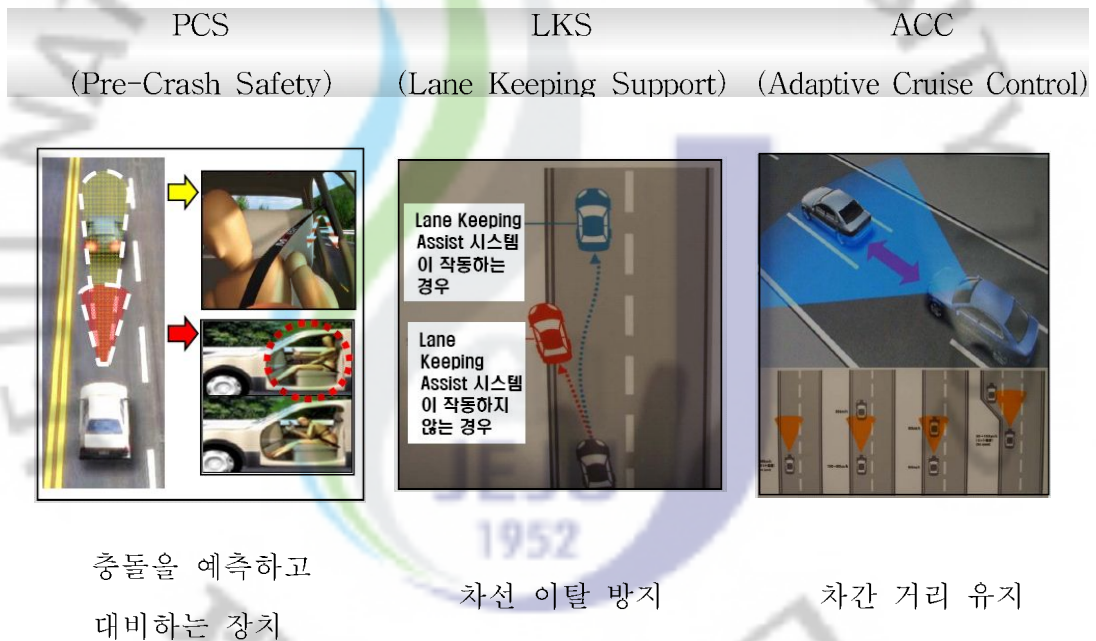 PCS
(Pre-Crash Safety)
LKS
(Lane Keeping Support)
ACC
(Adaptive Cruise Control)
Lane Keeping
Assist 시스템
이 작동하는
경우
Lane
Keeping
Assist 시스템
이 작동하지
않는 경우
1952
충돌을 예측하고
대비하는 장치
차선 이탈 방지
차간 거리 유지